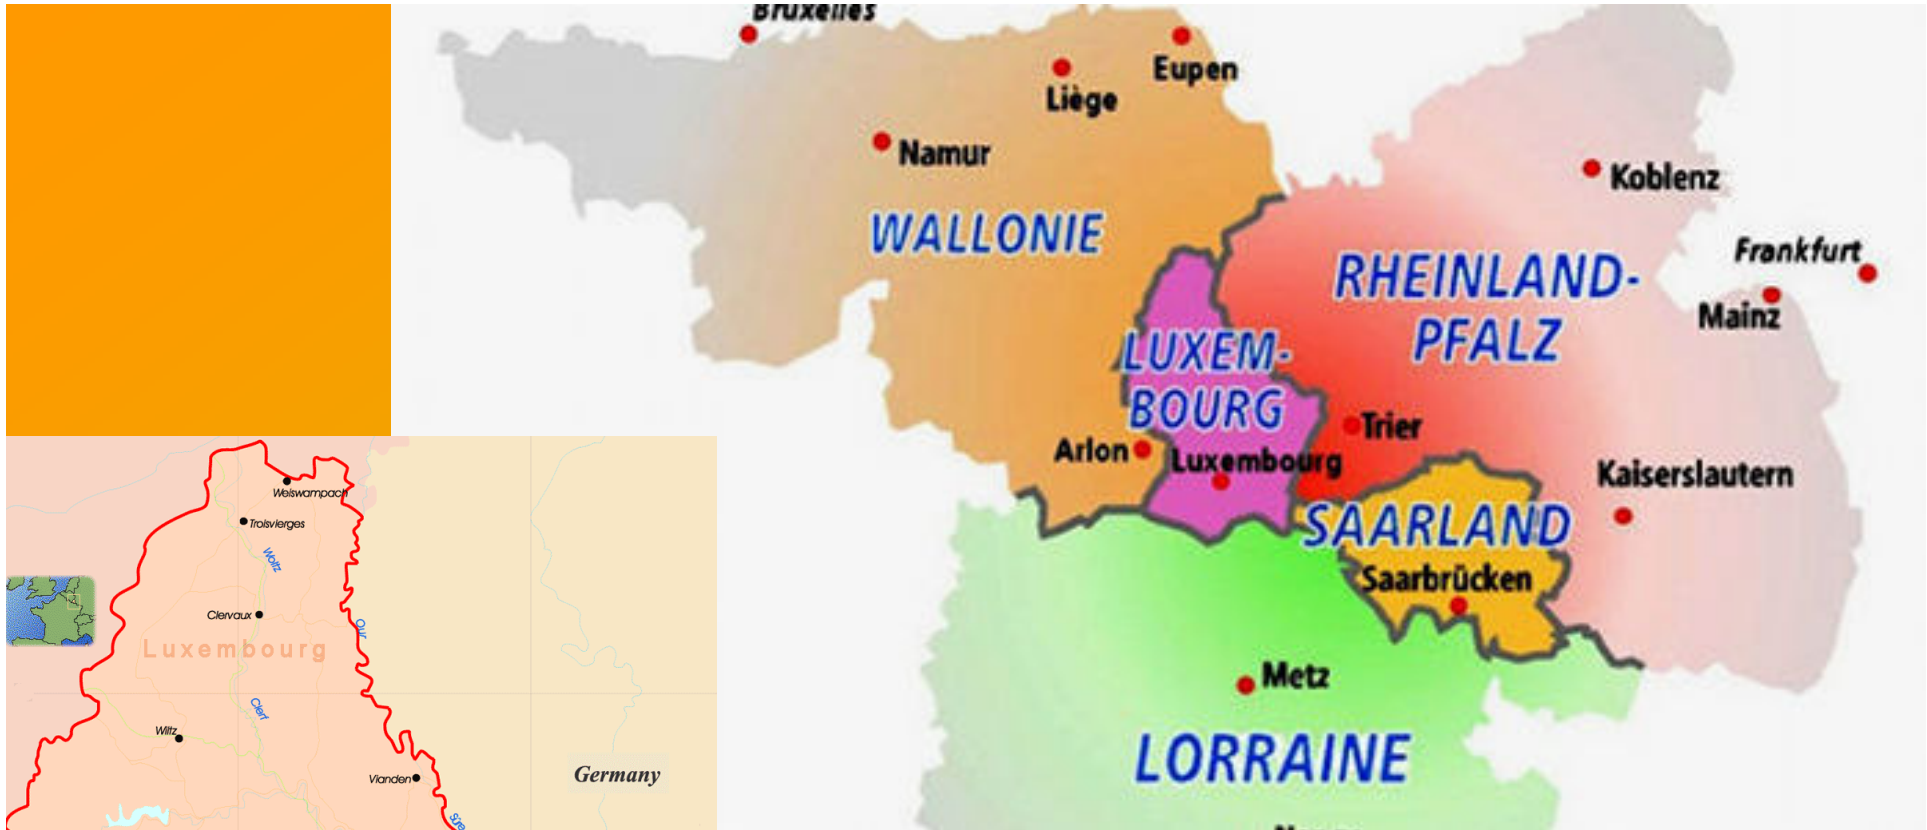 Bruxelles
Eupen
Liège
Namur
Koblenz
WALLONIE
Frankfurt
RHEINLAND-
PFALZ
Mainz
LUXEM-
BOURG
Trier
Arlon
Luxembourg
Kaiserslautern
SAARLAND
Saarbrücken
Metz
LORRAINE
Weiswampach
Troisvierges
Woltz
Clervaux
Our
Luxembourg
Clerf
Wiltz
Vianden
Germany
Sûre